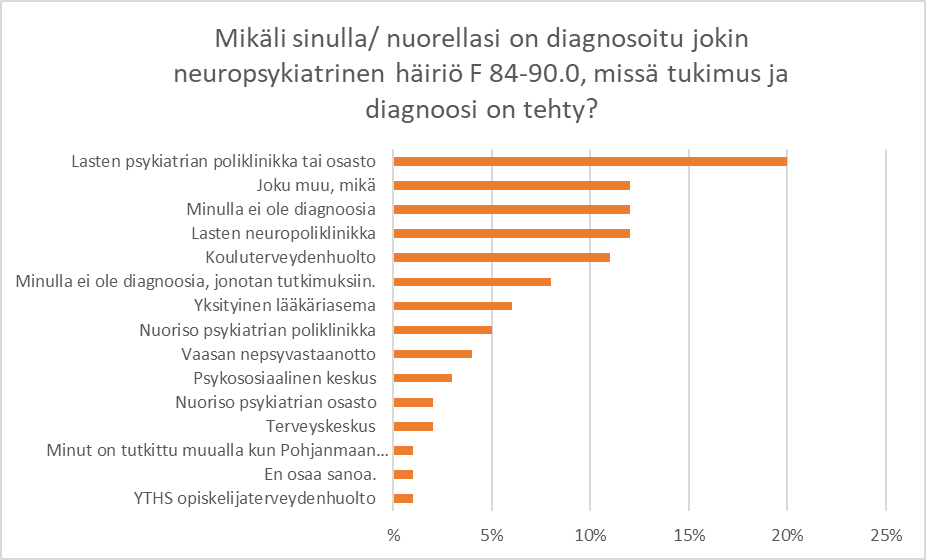 Mikäli sinulla/ nuorellasi on diagnosoitu jokin
neuropsykiatrinen häiriö F 84-90.0, missä tukimus ja
diagnoosi on tehty?
Lasten psykiatrian poliklinikka tai osasto
Joku muu, mikä
Minulla ei ole diagnoosia
Lasten neuropoliklinikka
Kouluterveydenhuolto
Minulla ei ole diagnoosia, jonotan tutkimuksiin.
Yksityinen lääkäriasema
Nuoriso psykiatrian poliklinikka
Vaasan nepsyvastaanotto
Psykososiaalinen keskus
Nuoriso psykiatrian osasto
Terveyskeskus
Minut on tutkittu muualla kun Pohjanmaan…
En osaa sanoa.
YTHS opiskelijaterveydenhuolto
% 5% 10% 15% 20% 25%